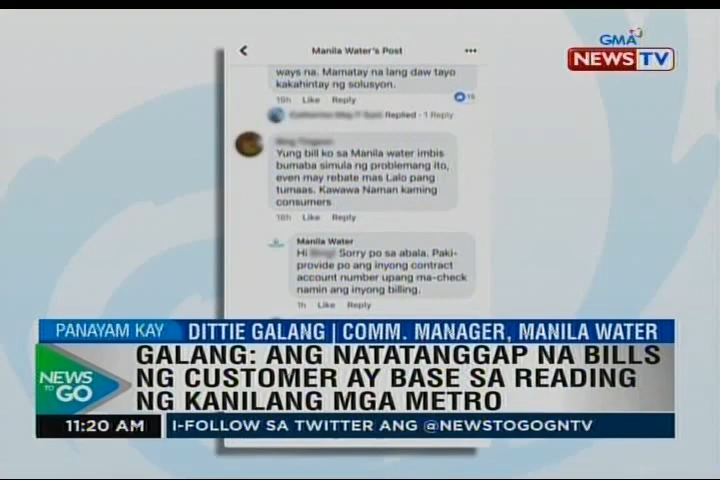 GMA
NEWS TV
Manila Water's Post
ways na. Mamatay na lang daw tayo
kakahintay ng solusyon.
Like Reply
15
Replied · 1 Reply
Yung bill ko sa Manila water imbis
bumaba simula ng problemang ito,
even may rebate mas Lalo pang
tumaas. Kawawa Naman kaming
consumers
Like Reply
Manila Water
Hi Sorry po sa abala. Paki-
provide po ang inyong contract
account number upang ma-check
namin ang inyong billing.
1h Like Reply
PANAYAM KAY DITTIE GALANG | COMM. MANAGER, MANILA WATER
NEWS TO GO
GALANG: ANG NATATANGGAP NA BILLS
NG CUSTOMER AY BASE SA READING
NG KANILANG MGA METRO
11:20 AM I-FOLLOW SA TWITTER ANG @NEWSTOGOGNTV